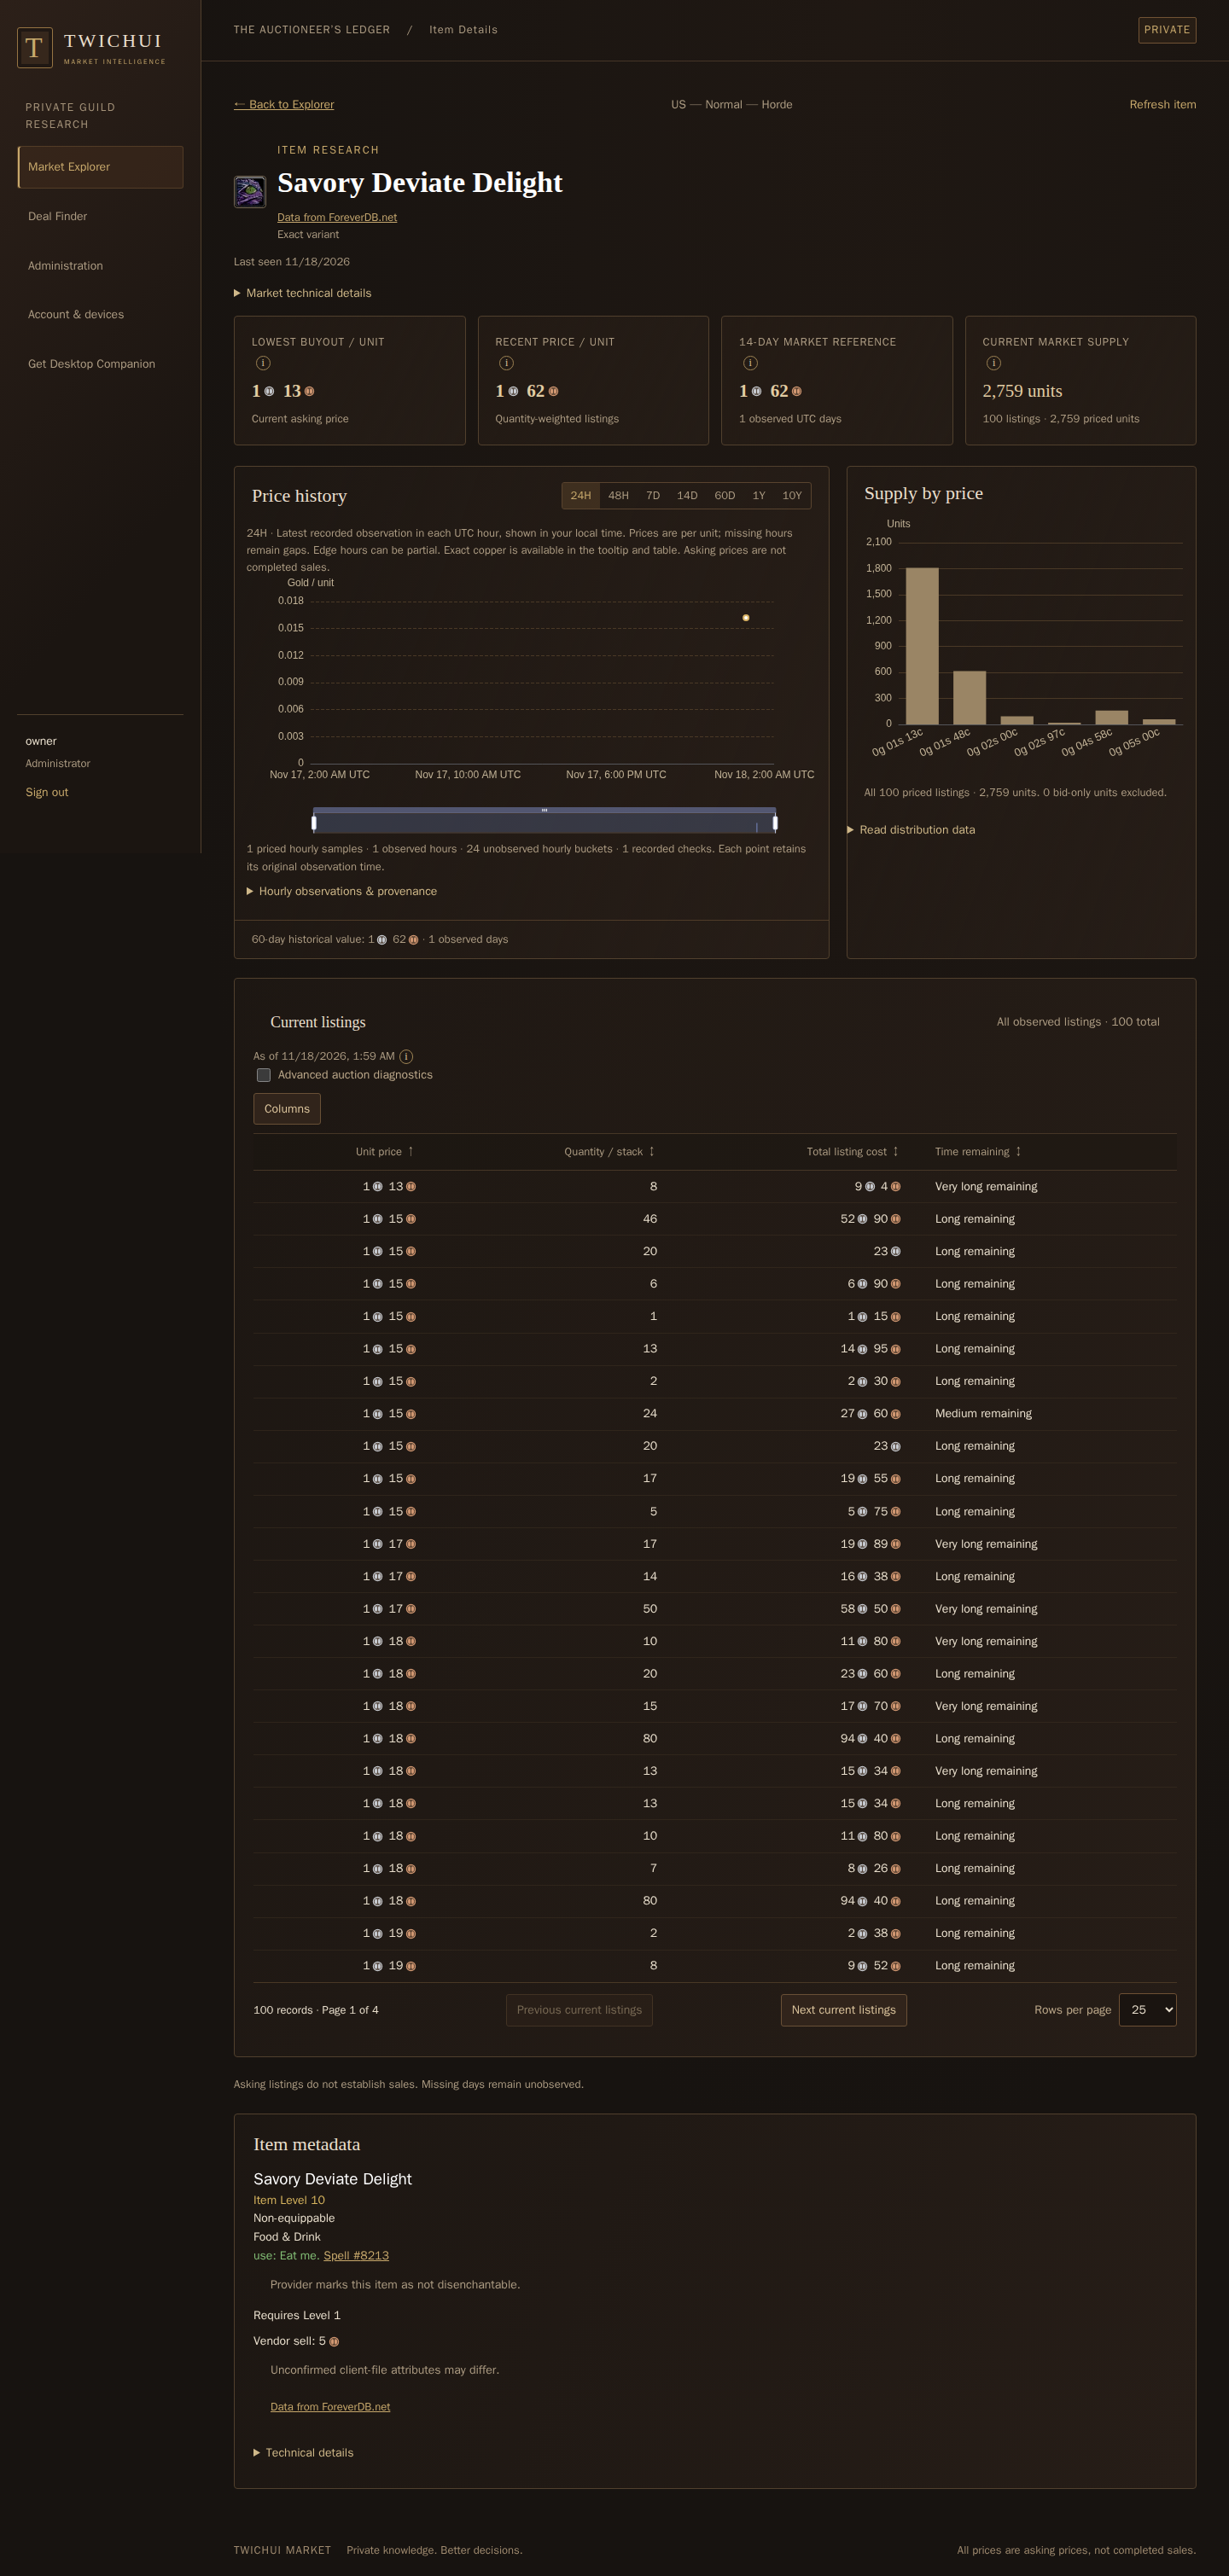 T
TWICHUI
MARKET INTELLIGENCE
PRIVATE GUILD
RESEARCH
Market Explorer
Deal Finder
Administration
Account & devices
Get Desktop Companion
owner
Administrator
Sign out
THE AUCTIONEER'S LEDGER / Item Details
PRIVATE
← Back to Explorer
US — Normal — Horde
Refresh item
ITEM RESEARCH
Savory Deviate Delight
Data from ForeverDB.net
Exact variant
Last seen 11/18/2026
▶ Market technical details
LOWEST BUYOUT / UNIT
i
1 13
Current asking price
RECENT PRICE / UNIT
i
1 62
Quantity-weighted listings
14-DAY MARKET REFERENCE
i
1 62
1 observed UTC days
CURRENT MARKET SUPPLY
i
2,759 units
100 listings · 2,759 priced units
Price history
24H 48H 7D 14D 60D 1Y 10Y
24H · Latest recorded observation in each UTC hour, shown in your local time. Prices are per unit; missing hours
remain gaps. Edge hours can be partial. Exact copper is available in the tooltip and table. Asking prices are not
completed sales.
Gold / unit
0.018
0.015
0.012
0.009
0.006
0.003
0
Nov 17, 2:00 AM UTC Nov 17, 10:00 AM UTC Nov 17, 6:00 PM UTC Nov 18, 2:00 AM UTC
1 priced hourly samples · 1 observed hours · 24 unobserved hourly buckets · 1 recorded checks. Each point retains
its original observation time.
▶ Hourly observations & provenance
60-day historical value: 1 62 · 1 observed days
Supply by price
Units
2,100
1,800
1,500
1,200
900
600
300
0
0g 01s 13c 0g 01s 48c 0g 02s 00c 0g 02s 97c 0g 04s 58c 0g 05s 00c
All 100 priced listings · 2,759 units. 0 bid-only units excluded.
▶ Read distribution data
Current listings
All observed listings · 100 total
As of 11/18/2026, 1:59 AM i
Advanced auction diagnostics
Columns
Unit price ↑ Quantity / stack ↕ Total listing cost ↕ Time remaining ↕
1 13 8 9 4 Very long remaining
1 15 46 52 90 Long remaining
1 15 20 23 Long remaining
1 15 6 6 90 Long remaining
1 15 1 1 15 Long remaining
1 15 13 14 95 Long remaining
1 15 2 2 30 Long remaining
1 15 24 27 60 Medium remaining
1 15 20 23 Long remaining
1 15 17 19 55 Long remaining
1 15 5 5 75 Long remaining
1 17 17 19 89 Very long remaining
1 17 14 16 38 Long remaining
1 17 50 58 50 Very long remaining
1 18 10 11 80 Very long remaining
1 18 20 23 60 Long remaining
1 18 15 17 70 Very long remaining
1 18 80 94 40 Long remaining
1 18 13 15 34 Very long remaining
1 18 13 15 34 Long remaining
1 18 10 11 80 Long remaining
1 18 7 8 26 Long remaining
1 18 80 94 40 Long remaining
1 19 2 2 38 Long remaining
1 19 8 9 52 Long remaining
100 records · Page 1 of 4
Previous current listings
Next current listings
Rows per page 25
Asking listings do not establish sales. Missing days remain unobserved.
Item metadata
Savory Deviate Delight
Item Level 10
Non-equippable
Food & Drink
use: Eat me. Spell #8213
Provider marks this item as not disenchantable.
Requires Level 1
Vendor sell: 5
Unconfirmed client-file attributes may differ.
Data from ForeverDB.net
▶ Technical details
TWICHUI MARKET Private knowledge. Better decisions.
All prices are asking prices, not completed sales.